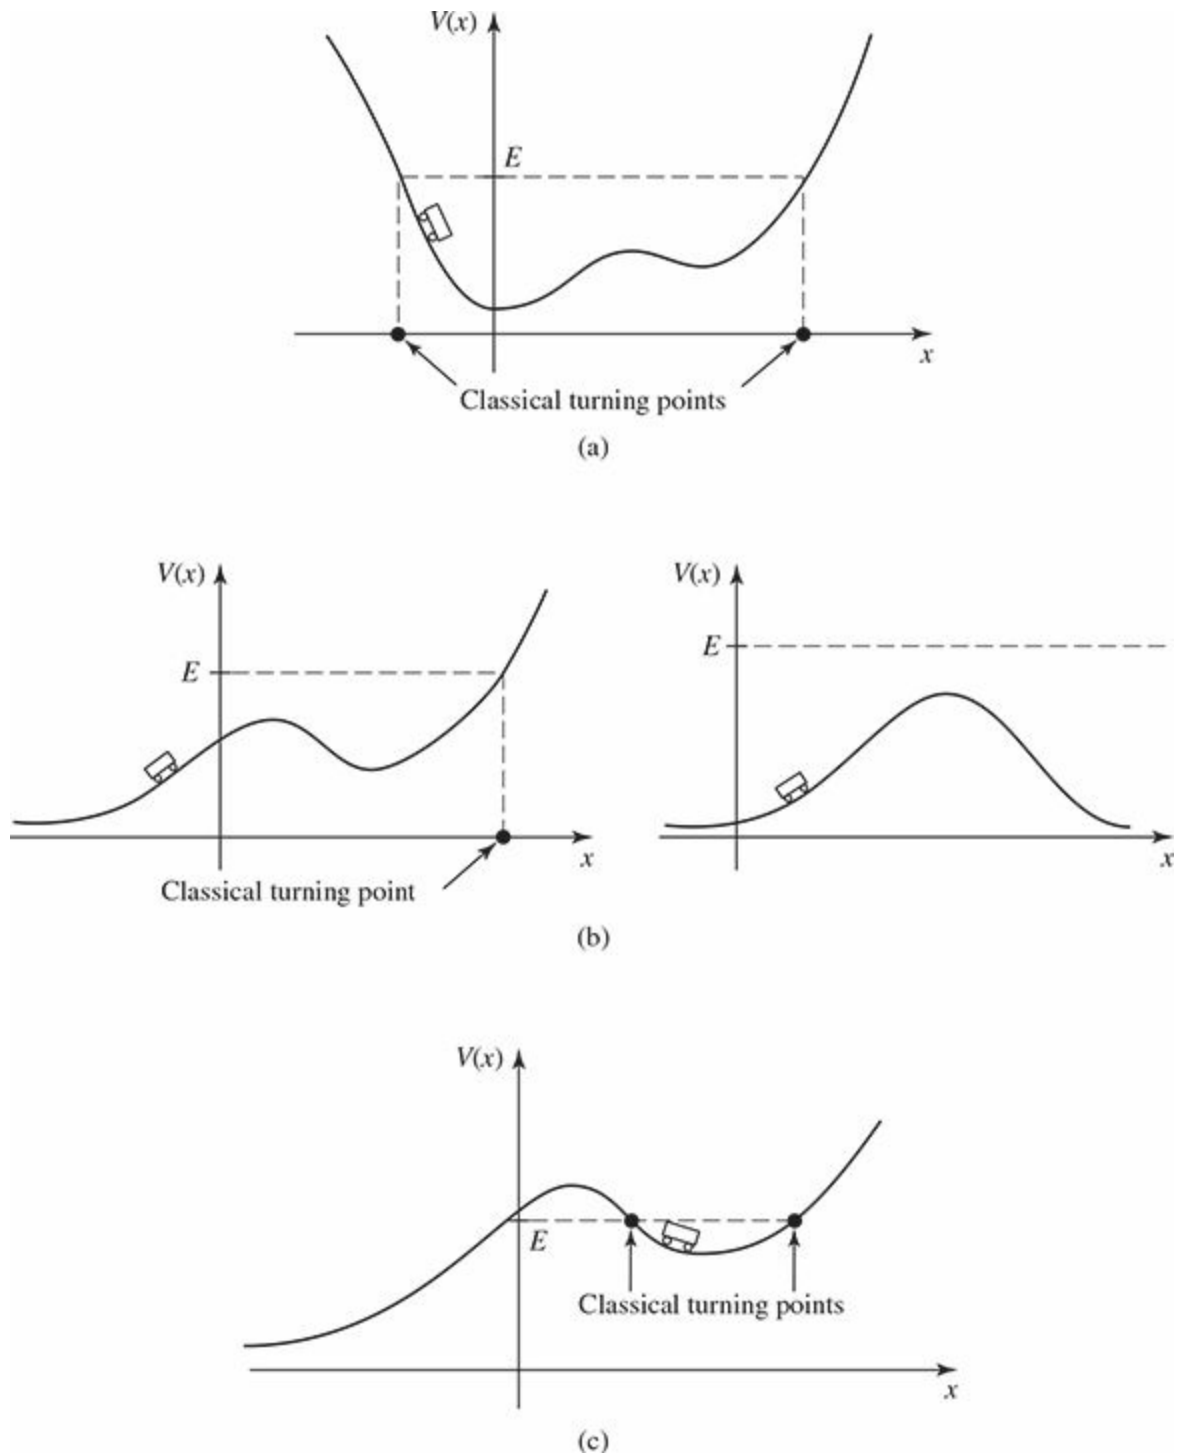 V(x)
E
x
Classical turning points
(a)
V(x)
E
x
Classical turning point
V(x)
E
x
(b)
V(x)
E
Classical turning points
x
(c)